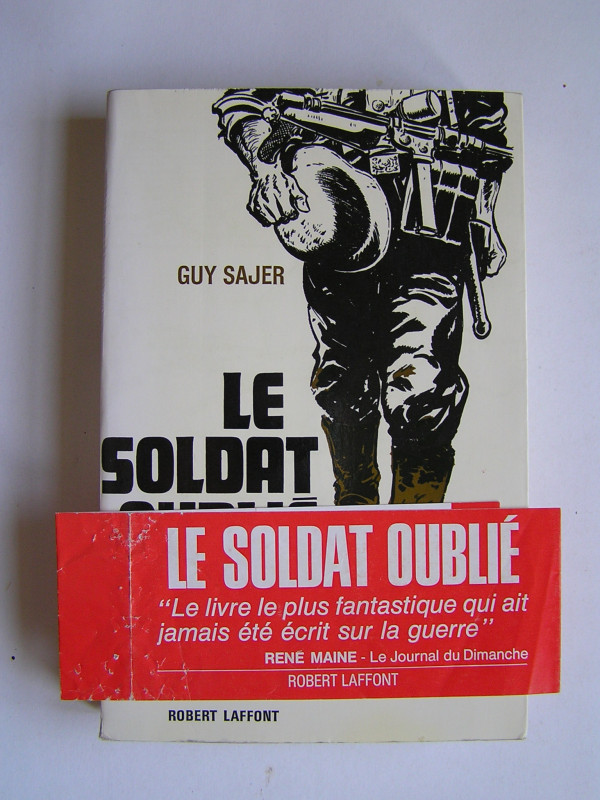 GUY SAJER
LE
SOLDAT
OUBLIÉ
LE SOLDAT OUBLIÉ
“Le livre le plus fantastique qui ait
jamais été écrit sur la guerre”
RENÉ MAINE - Le Journal du Dimanche
ROBERT LAFFONT
ROBERT LAFFONT